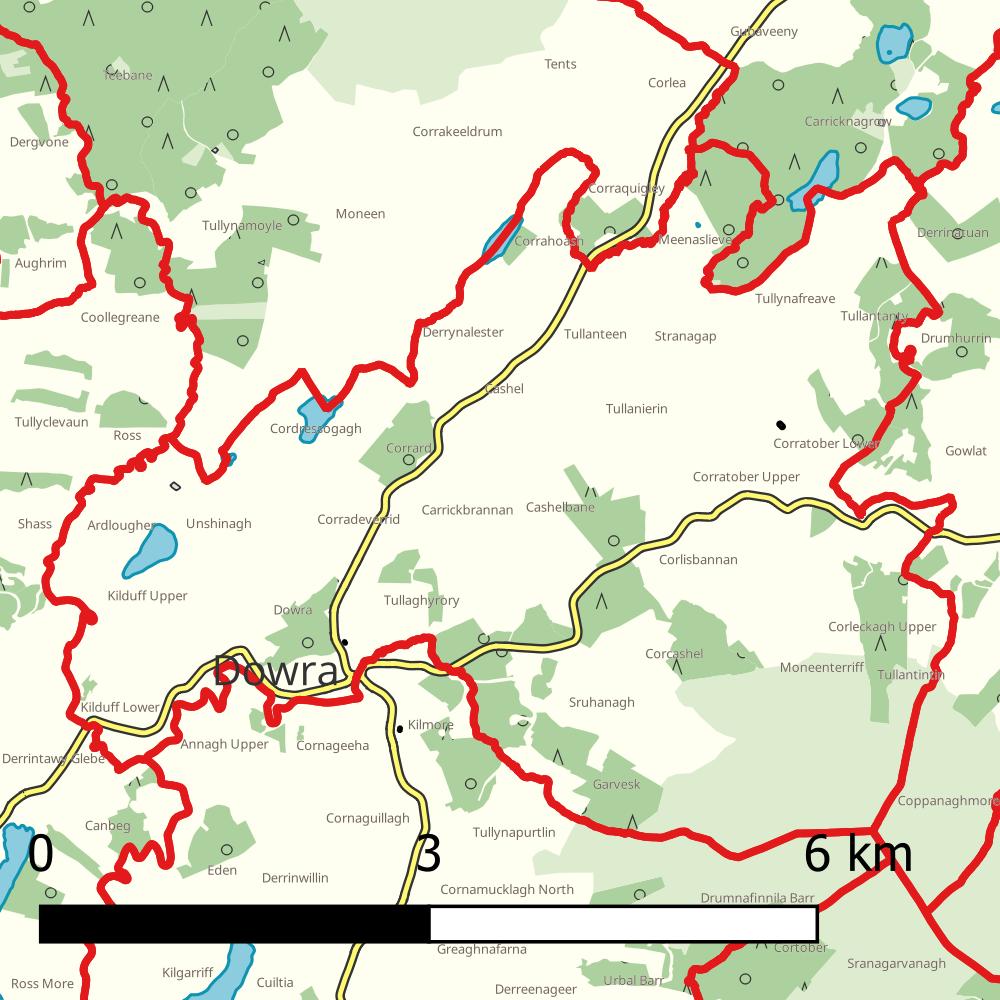 Gubaveeny
Tents
Icebane
Corlea
Carricknagrow
Corrakeeldrum
Dergvone
Corraquigley
Moneen
Tullynamoyle
Derrinatuan
Corrahoash
Meenaslieve
Aughrim
Tullynafreave
Coollegreane
Tullantanty
Derrynalester
Tullanteen
Stranagap
Drumhurrin
Cashel
Tullanierin
Tullyclevaun
Cordressogagh
Ross
Corratober Lower
Corrard
Gowlat
Corratober Upper
Carrickbrannan
Cashelbane
Shass
Ardlougher
Unshinagh
Corradeverrid
Corlisbannan
Kilduff Upper
Tullaghyrory
Dowra
Corleckagh Upper
Corcashel
Dowra
Moneenterriff
Tullantintin
Sruhanagh
Kilduff Lower
Kilmore
Annagh Upper
Cornageeha
Derrintawy Glebe
Garvesk
Coppanaghmore
Cornaguillagh
Canbeg
Tullynapurtlin
0 3 6 km
Eden
Derrinwillin
Cornamucklagh North
Drumnafinnila Barr
Greaghnafarna
Cortober
Sranagarvanagh
Kilgarriff
Cuiltia
Ross More
Urbal Barr
Derreenageer